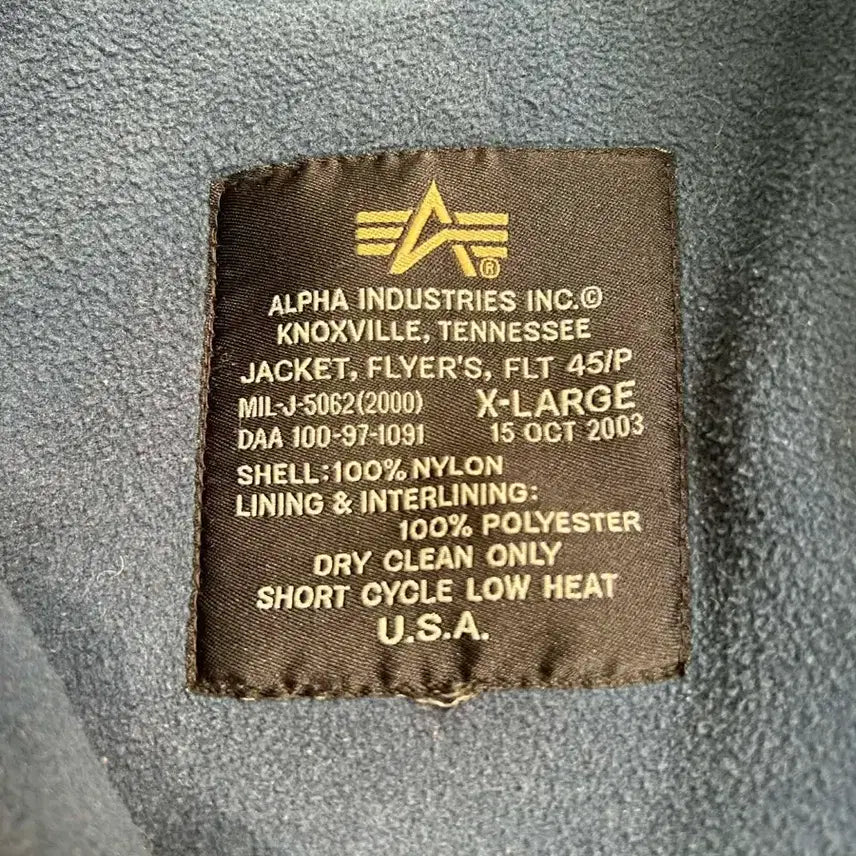 ®
ALPHA INDUSTRIES INC.©
KNOXVILLE, TENNESSEE
JACKET, FLYER'S, FLT 45/P
MIL-J-5062(2000) X-LARGE
DAA 100-97-1091 15 OCT 2003
SHELL:100% NYLON
LINING & INTERLINING:
100% POLYESTER
DRY CLEAN ONLY
SHORT CYCLE LOW HEAT
U.S.A.